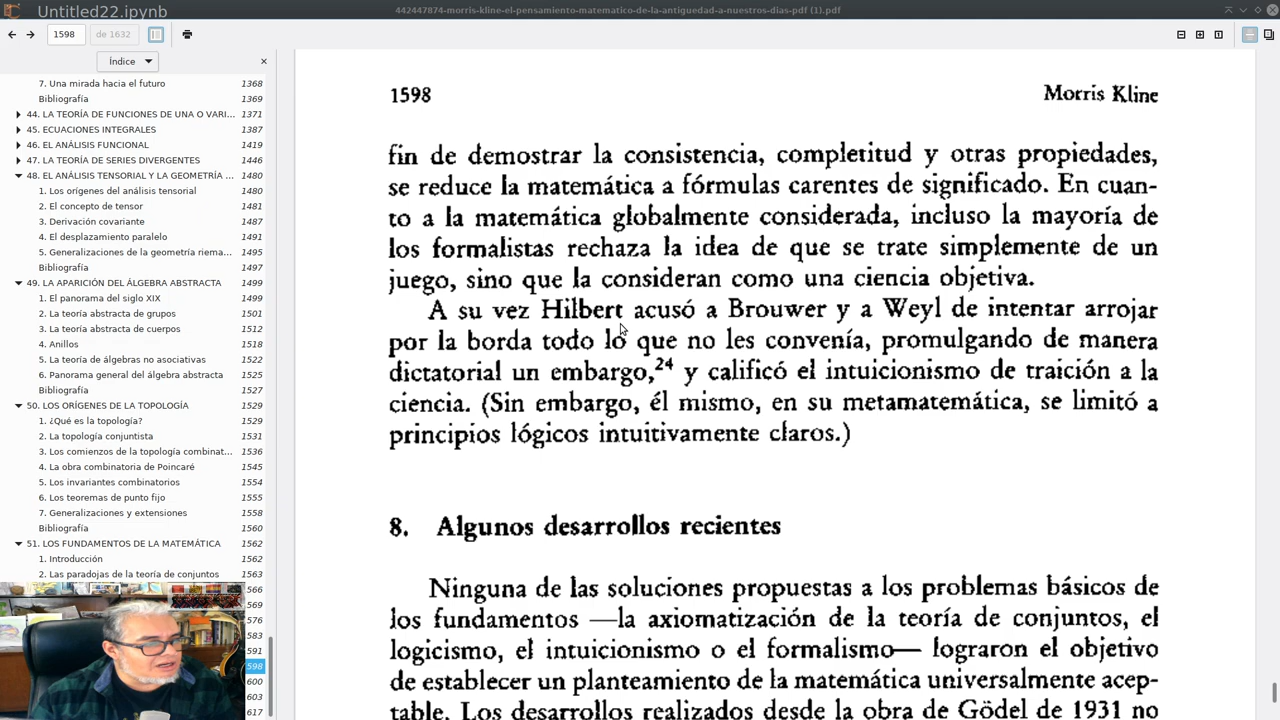 Untitled22.ipynb
442447874-morris-kline-el-pensamiento-matematico-de-la-antiguedad-a-nuestros-dias-pdf (1).pdf
1598 de 1632
Índice
7. Una mirada hacia el futuro 1368
Bibliografía 1369
44. LA TEORÍA DE FUNCIONES DE UNA O VARI... 1371
45. ECUACIONES INTEGRALES 1387
46. EL ANÁLISIS FUNCIONAL 1419
47. LA TEORÍA DE SERIES DIVERGENTES 1446
48. EL ANÁLISIS TENSORIAL Y LA GEOMETRÍA ... 1480
1. Los orígenes del análisis tensorial 1480
2. El concepto de tensor 1481
3. Derivación covariante 1487
4. El desplazamiento paralelo 1491
5. Generalizaciones de la geometría riema... 1495
Bibliografía 1497
49. LA APARICIÓN DEL ÁLGEBRA ABSTRACTA 1499
1. El panorama del siglo XIX 1499
2. La teoría abstracta de grupos 1501
3. La teoría abstracta de cuerpos 1512
4. Anillos 1518
5. La teoría de álgebras no asociativas 1522
6. Panorama general del álgebra abstracta 1525
Bibliografía 1527
50. LOS ORÍGENES DE LA TOPOLOGÍA 1529
1. ¿Qué es la topología? 1529
2. La topología conjuntista 1531
3. Los comienzos de la topología combinat... 1536
4. La obra combinatoria de Poincaré 1545
5. Los invariantes combinatorios 1554
6. Los teoremas de punto fijo 1555
7. Generalizaciones y extensiones 1558
Bibliografía 1560
51. LOS FUNDAMENTOS DE LA MATEMÁTICA 1562
1. Introducción 1562
2. Las paradojas de la teoría de conjuntos 1563
566
569
576
583
591
598
600
603
617
1598 Morris Kline
fin de demostrar la consistencia, completitud y otras propiedades,
se reduce la matemática a fórmulas carentes de significado. En cuan-
to a la matemática globalmente considerada, incluso la mayoría de
los formalistas rechaza la idea de que se trate simplemente de un
juego, sino que la consideran como una ciencia objetiva.
A su vez Hilbert acusó a Brouwer y a Weyl de intentar arrojar
por la borda todo lo que no les convenía, promulgando de manera
dictatorial un embargo,24 y calificó el intuicionismo de traición a la
ciencia. (Sin embargo, él mismo, en su metamatemática, se limitó a
principios lógicos intuitivamente claros.)
8. Algunos desarrollos recientes
Ninguna de las soluciones propuestas a los problemas básicos de
los fundamentos —la axiomatización de la teoría de conjuntos, el
logicismo, el intuicionismo o el formalismo— lograron el objetivo
de establecer un planteamiento de la matemática universalmente acep-
table. Los desarrollos realizados desde la obra de Gödel de 1931 no